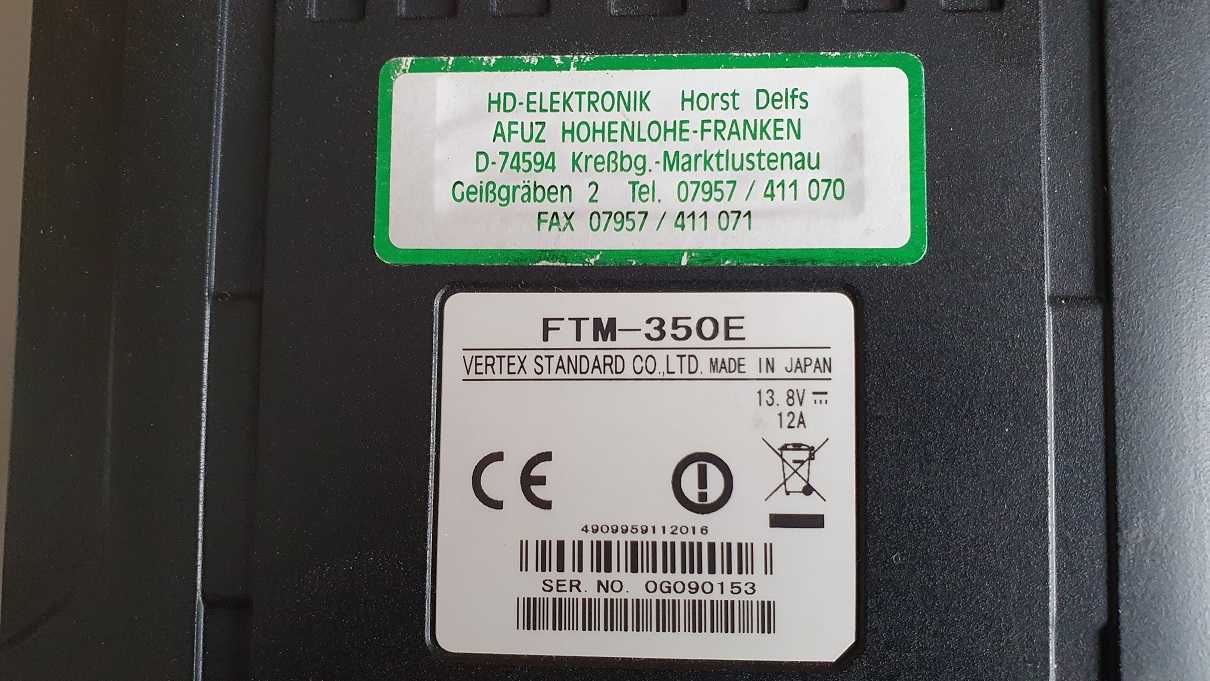 HD-ELEKTRONIK Horst Delfs
AFUZ HOHENLOHE-FRANKEN
D-74594 Kreßbg.-Marktlustenau
Geißgräben 2 Tel. 07957 / 411 070
FAX 07957 / 411 071
FTM-350E
VERTEX STANDARD CO.,LTD. MADE IN JAPAN
13.8V
12A
CE
4909959112016
SER. NO. 0G090153